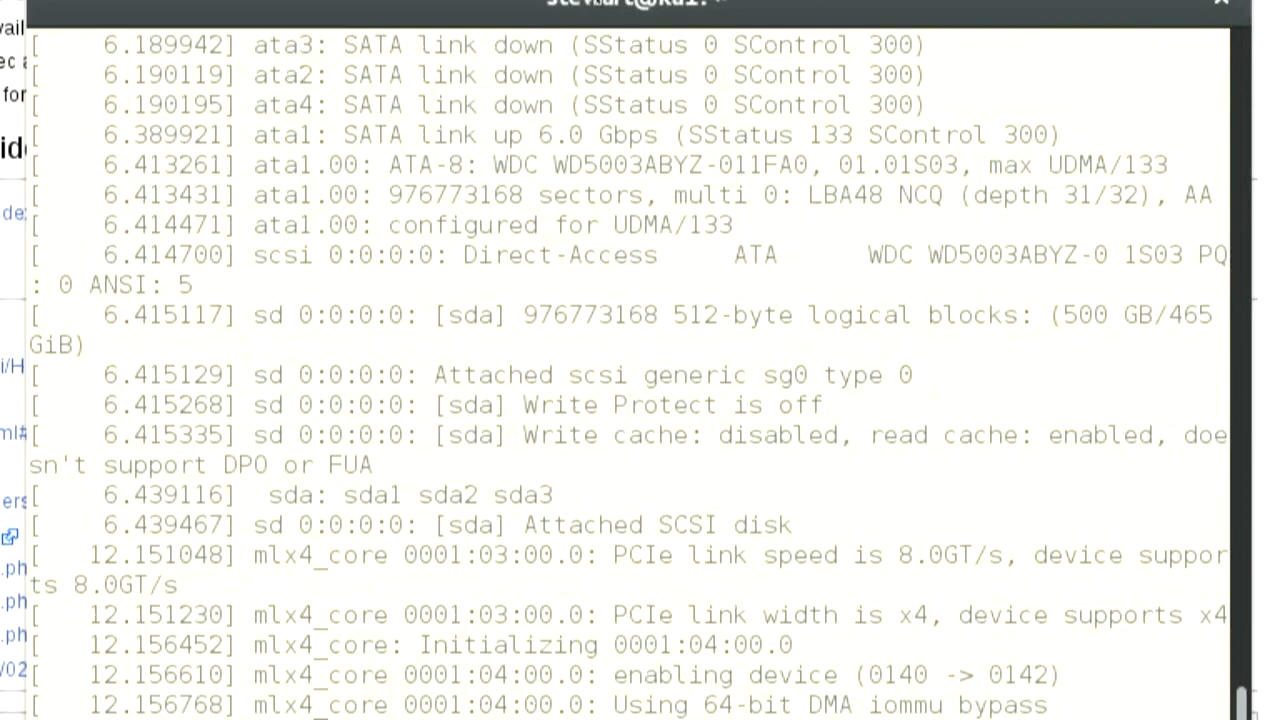 [     6.189942] ata3: SATA link down (SStatus 0 SControl 300)
[     6.190119] ata2: SATA link down (SStatus 0 SControl 300)
[     6.190195] ata4: SATA link down (SStatus 0 SControl 300)
[     6.389921] ata1: SATA link up 6.0 Gbps (SStatus 133 SControl 300)
[     6.413261] ata1.00: ATA-8: WDC WD5003ABYZ-011FA0, 01.01S03, max UDMA/133
[     6.413431] ata1.00: 976773168 sectors, multi 0: LBA48 NCQ (depth 31/32), AA
[     6.414471] ata1.00: configured for UDMA/133
[     6.414700] scsi 0:0:0:0: Direct-Access     ATA      WDC WD5003ABYZ-0 1S03 PQ
: 0 ANSI: 5
[     6.415117] sd 0:0:0:0: [sda] 976773168 512-byte logical blocks: (500 GB/465
GiB)
[     6.415129] sd 0:0:0:0: Attached scsi generic sg0 type 0
[     6.415268] sd 0:0:0:0: [sda] Write Protect is off
[     6.415335] sd 0:0:0:0: [sda] Write cache: disabled, read cache: enabled, doe
sn't support DPO or FUA
[     6.439116]  sda: sda1 sda2 sda3
[     6.439467] sd 0:0:0:0: [sda] Attached SCSI disk
[    12.151048] mlx4_core 0001:03:00.0: PCIe link speed is 8.0GT/s, device suppor
ts 8.0GT/s
[    12.151230] mlx4_core 0001:03:00.0: PCIe link width is x4, device supports x4
[    12.156452] mlx4_core: Initializing 0001:04:00.0
[    12.156610] mlx4_core 0001:04:00.0: enabling device (0140 -> 0142)
[    12.156768] mlx4_core 0001:04:00.0: Using 64-bit DMA iommu bypass